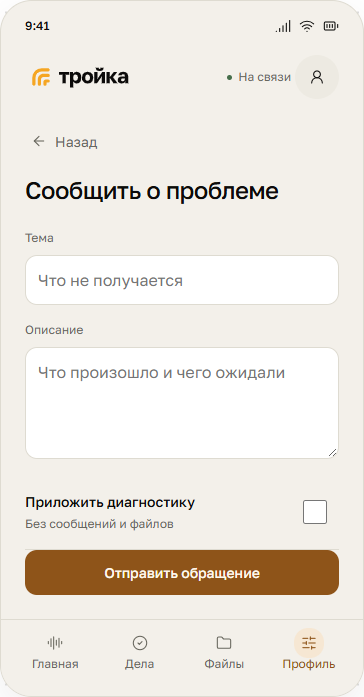 9:41
тройка
На связи
Назад
Сообщить о проблеме
Тема
Что не получается
Описание
Что произошло и чего ожидали
Приложить диагностику
Без сообщений и файлов
Отправить обращение
Главная
Дела
Файлы
Профиль